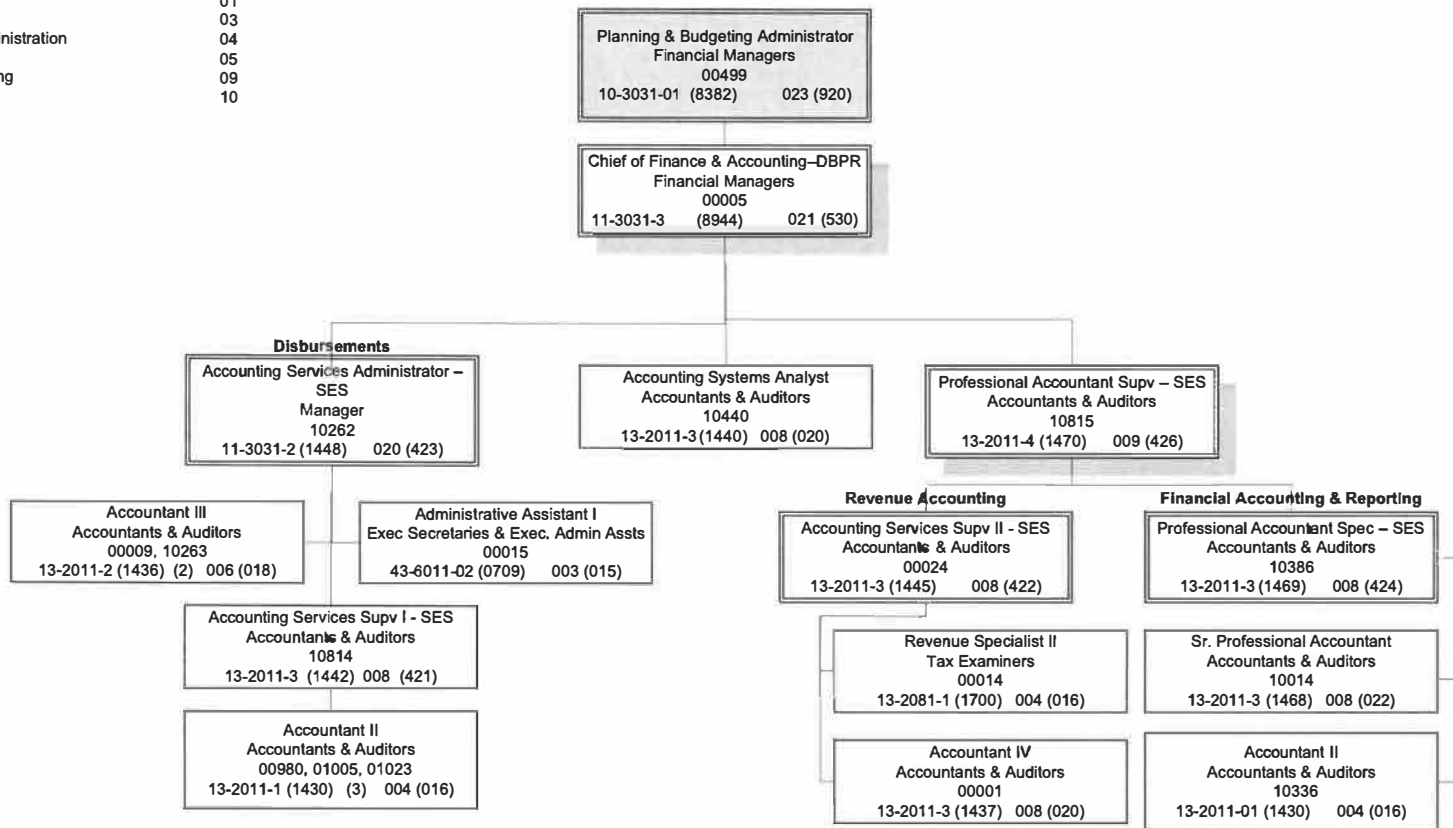 01
03
inistration 04
05
ng 09
10
Planning & Budgeting Administrator
Financial Managers
00499
10-3031-01 (8382) 023 (920)
Chief of Finance & Accounting–DBPR
Financial Managers
00005
11-3031-3 (8944) 021 (530)
Disbursements
Accounting Services Administrator –
SES
Manager
10262
11-3031-2 (1448) 020 (423)
Accounting Systems Analyst
Accountants & Auditors
10440
13-2011-3 (1440) 008 (020)
Professional Accountant Supv – SES
Accountants & Auditors
10815
13-2011-4 (1470) 009 (426)
Accountant III
Accountants & Auditors
00009, 10263
13-2011-2 (1436) (2) 006 (018)
Administrative Assistant I
Exec Secretaries & Exec. Admin Assts
00015
43-6011-02 (0709) 003 (015)
Accounting Services Supv I - SES
Accountants & Auditors
10814
13-2011-3 (1442) 008 (421)
Accountant II
Accountants & Auditors
00980, 01005, 01023
13-2011-1 (1430) (3) 004 (016)
Revenue Accounting
Accounting Services Supv II - SES
Accountants & Auditors
00024
13-2011-3 (1445) 008 (422)
Revenue Specialist II
Tax Examiners
00014
13-2081-1 (1700) 004 (016)
Accountant IV
Accountants & Auditors
00001
13-2011-3 (1437) 008 (020)
Financial Accounting & Reporting
Professional Accountant Spec – SES
Accountants & Auditors
10386
13-2011-3 (1469) 008 (424)
Sr. Professional Accountant
Accountants & Auditors
10014
13-2011-3 (1468) 008 (022)
Accountant II
Accountants & Auditors
10336
13-2011-01 (1430) 004 (016)